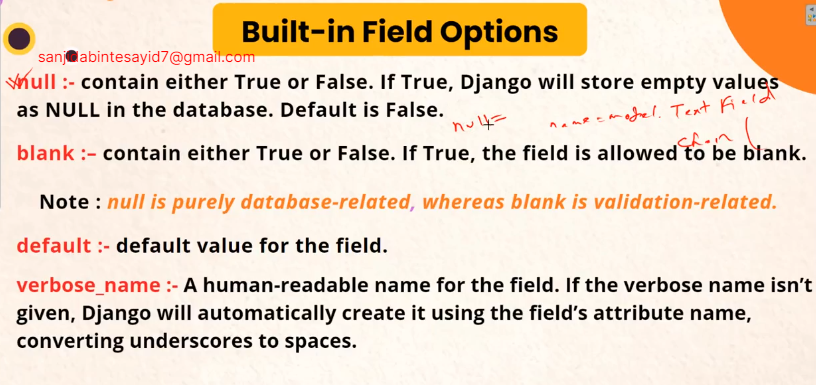 Built-in Field Options
sanjidabintesayid7@gmail.com
null :- contain either True or False. If True, Django will store empty values
as NULL in the database. Default is False.
null=
name=model. Text Field
blank :– contain either True or False. If True, the field is allowed to be blank.
Note : null is purely database-related, whereas blank is validation-related.
default :- default value for the field.
verbose_name :- A human-readable name for the field. If the verbose name isn’t
given, Django will automatically create it using the field’s attribute name,
converting underscores to spaces.